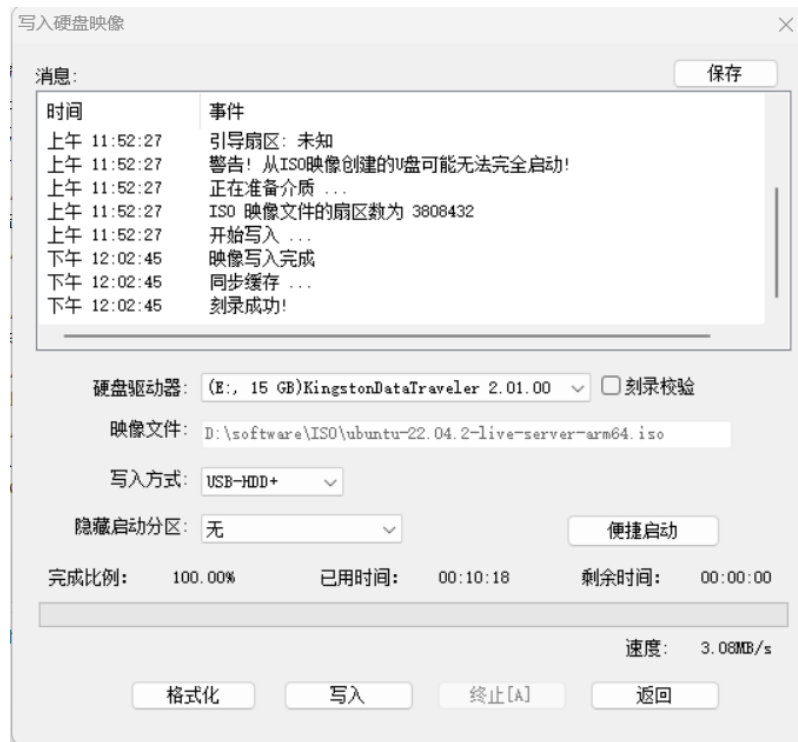 写入硬盘映像
消息:
保存
时间 事件
上午 11:52:27 引导扇区: 未知
上午 11:52:27 警告! 从ISO映像创建的U盘可能无法完全启动!
上午 11:52:27 正在准备介质 ...
上午 11:52:27 ISO 映像文件的扇区数为 3808432
上午 11:52:27 开始写入 ...
下午 12:02:45 映像写入完成
下午 12:02:45 同步缓存 ...
下午 12:02:45 刻录成功!
硬盘驱动器: (E:, 15 GB)KingstonDataTraveler 2.01.00 刻录校验
映像文件: D:\software\ISO\ubuntu-22.04.2-live-server-arm64.iso
写入方式: USB-HDD+
隐藏启动分区: 无 便捷启动
完成比例: 100.00% 已用时间: 00:10:18 剩余时间: 00:00:00
速度: 3.08MB/s
格式化 写入 终止[A] 返回